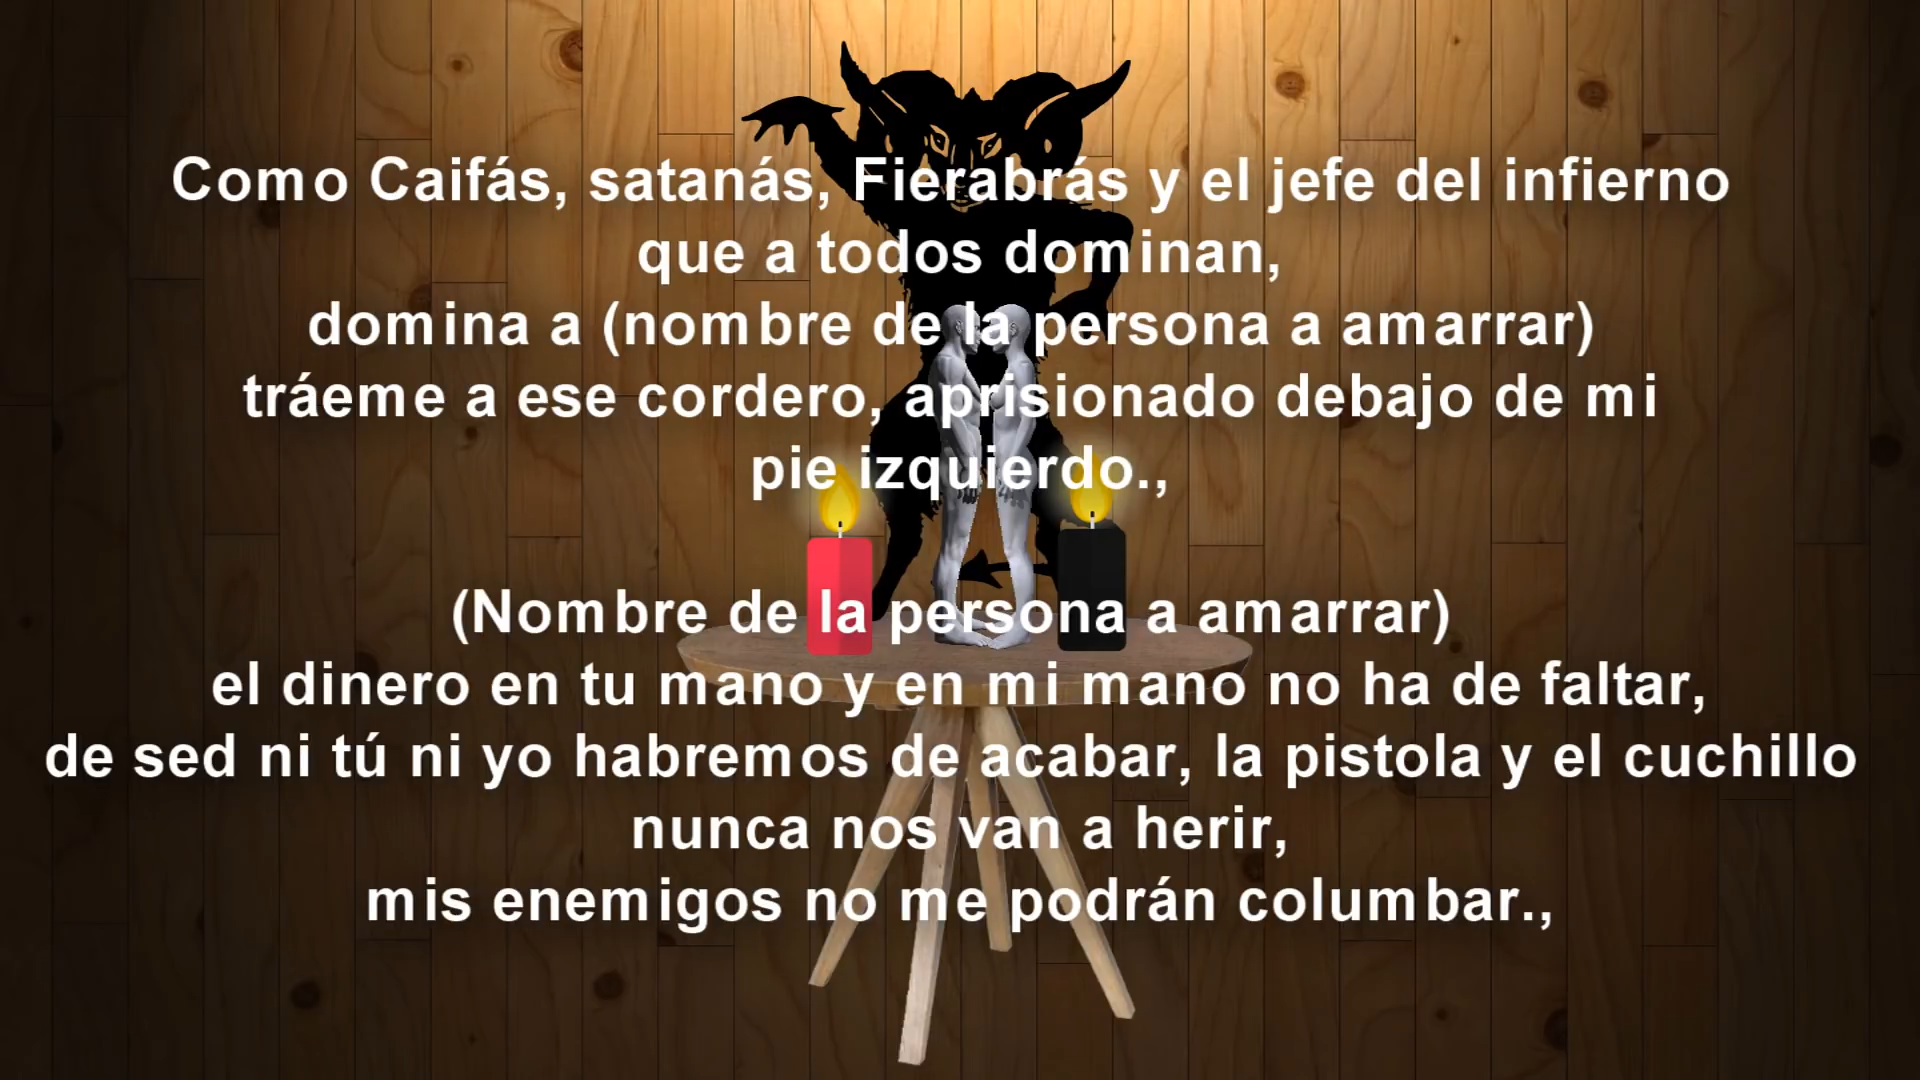 Como Caifás, satanás, Fierabrás y el jefe del infierno
que a todos dominan,
domina a (nombre de la persona a amarrar)
tráeme a ese cordero, aprisionado debajo de mi
pie izquierdo.,
(Nombre de la persona a amarrar)
el dinero en tu mano y en mi mano no ha de faltar,
de sed ni tú ni yo habremos de acabar, la pistola y el cuchillo
nunca nos van a herir,
mis enemigos no me podrán columbar.,